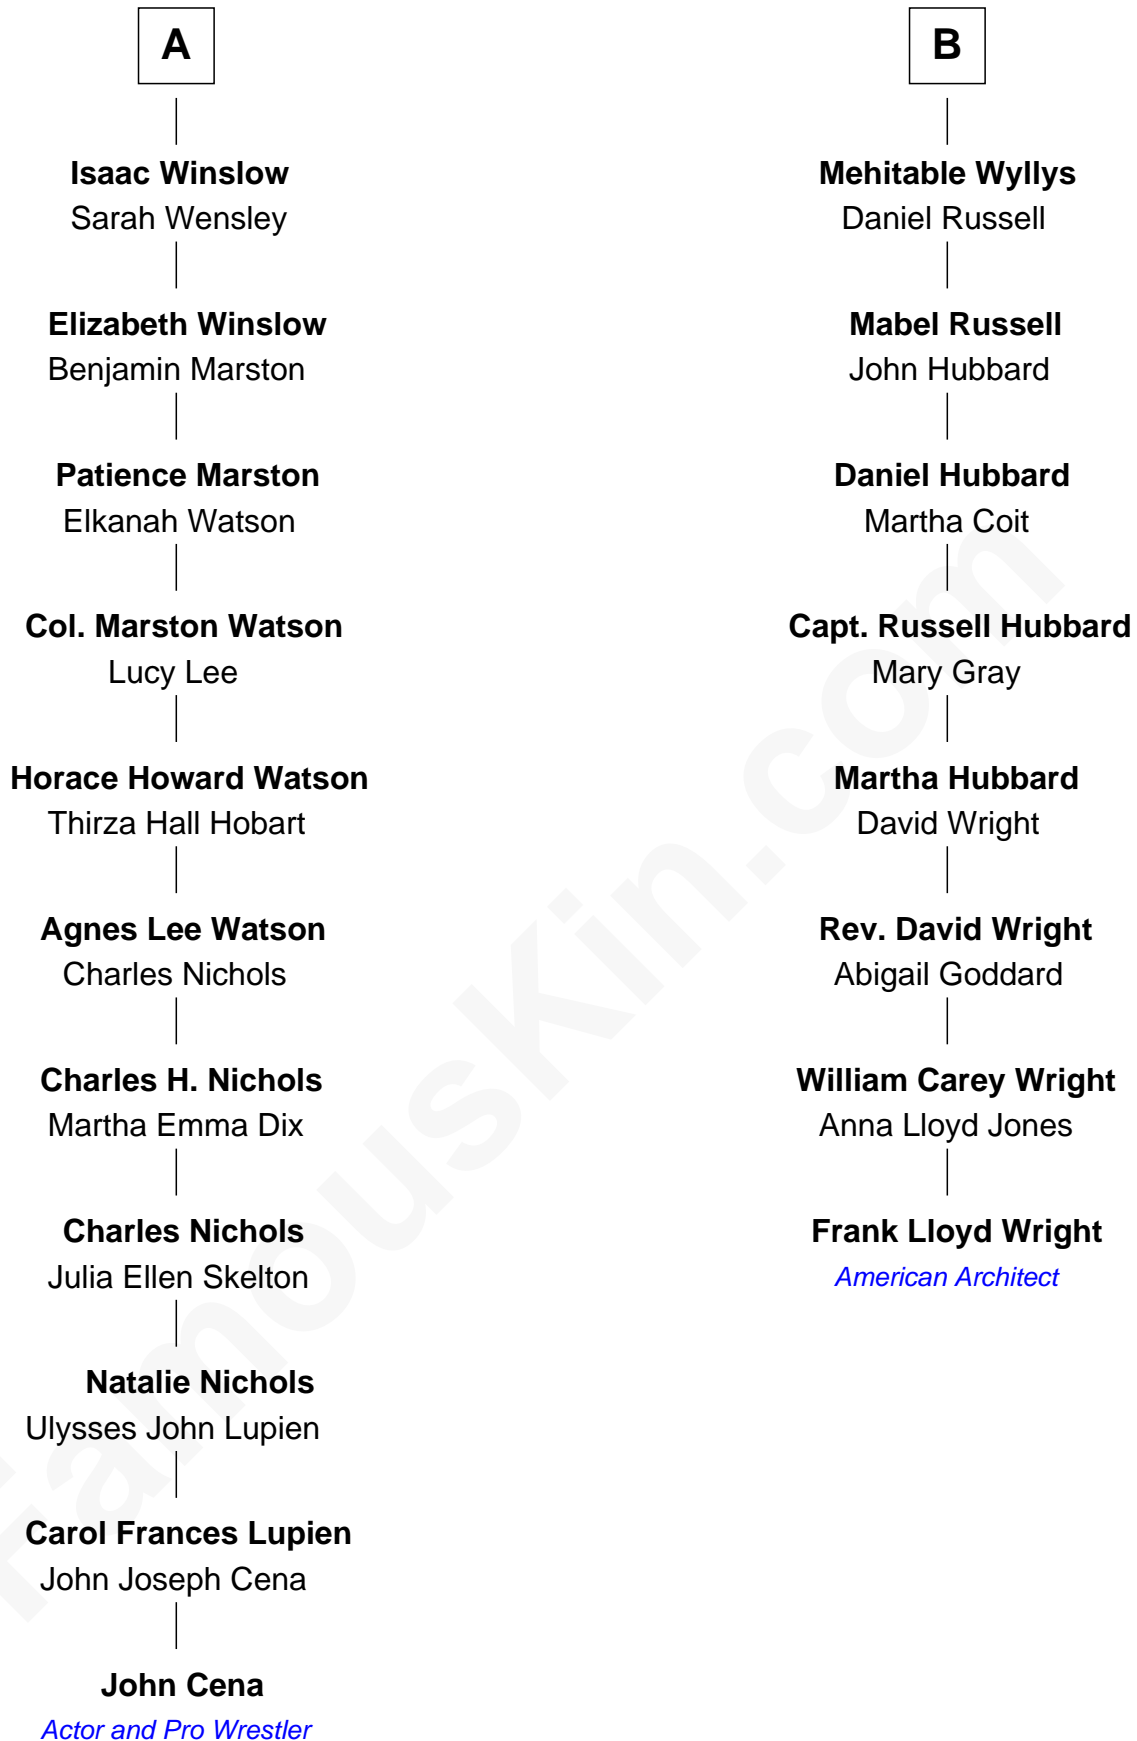 A
Isaac Winslow
Sarah Wensley
Elizabeth Winslow
Benjamin Marston
Patience Marston
Elkanah Watson
Col. Marston Watson
Lucy Lee
Horace Howard Watson
Thirza Hall Hobart
Agnes Lee Watson
Charles Nichols
Charles H. Nichols
Martha Emma Dix
Charles Nichols
Julia Ellen Skelton
Natalie Nichols
Ulysses John Lupien
Carol Frances Lupien
John Joseph Cena
John Cena
Actor and Pro Wrestler
B
Mehitable Wyllys
Daniel Russell
Mabel Russell
John Hubbard
Daniel Hubbard
Martha Coit
Capt. Russell Hubbard
Mary Gray
Martha Hubbard
David Wright
Rev. David Wright
Abigail Goddard
William Carey Wright
Anna Lloyd Jones
Frank Lloyd Wright
American Architect
FamousKin.com